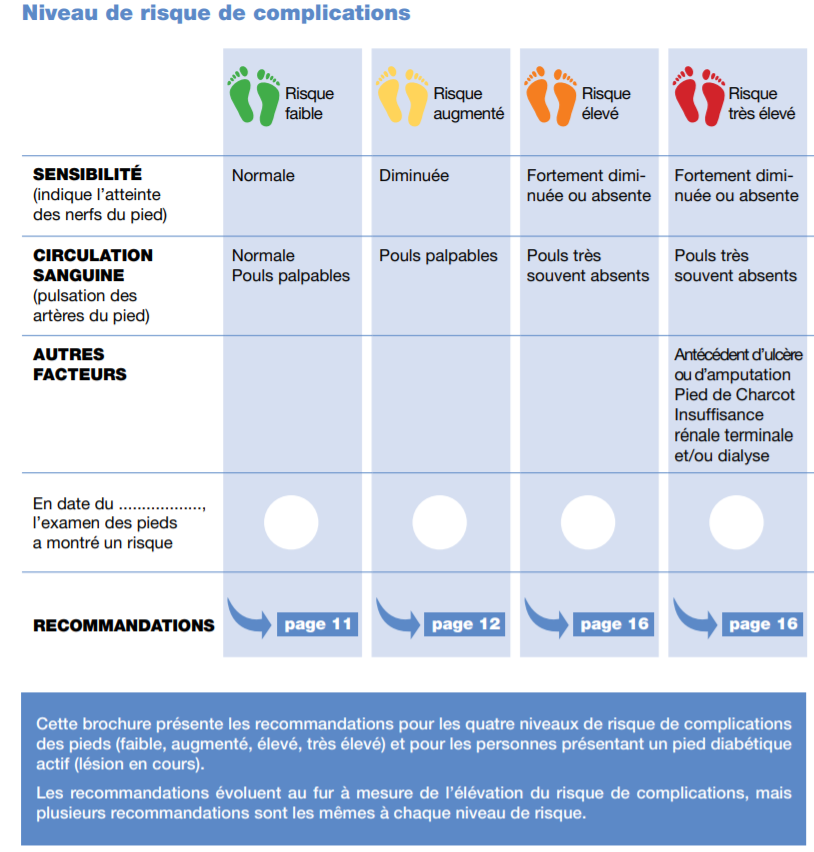 Niveau de risque de complications
Risque
faible
Risque
augmenté
Risque
élevé
Risque
très élevé
SENSIBILITÉ
(indique l'atteinte
des nerfs du pied)
Normale
Diminuée
Fortement dimi-
nuée ou absente
Fortement dimi-
nuée ou absente
CIRCULATION
SANGUINE
(pulsation des
artères du pied)
Normale
Pouls palpables
Pouls palpables
Pouls très
souvent absents
Pouls très
souvent absents
AUTRES
FACTEURS
Antécédent d'ulcère
ou d'amputation
Pied de Charcot
Insuffisance
rénale terminale
et/ou dialyse
En date du ..................,
l'examen des pieds
a montré un risque
RECOMMANDATIONS
page 11
page 12
page 16
page 16
Cette brochure présente les recommandations pour les quatre niveaux de risque de complications
des pieds (faible, augmenté, élevé, très élevé) et pour les personnes présentant un pied diabétique
actif (lésion en cours).
Les recommandations évoluent au fur à mesure de l'élévation du risque de complications, mais
plusieurs recommandations sont les mêmes à chaque niveau de risque.